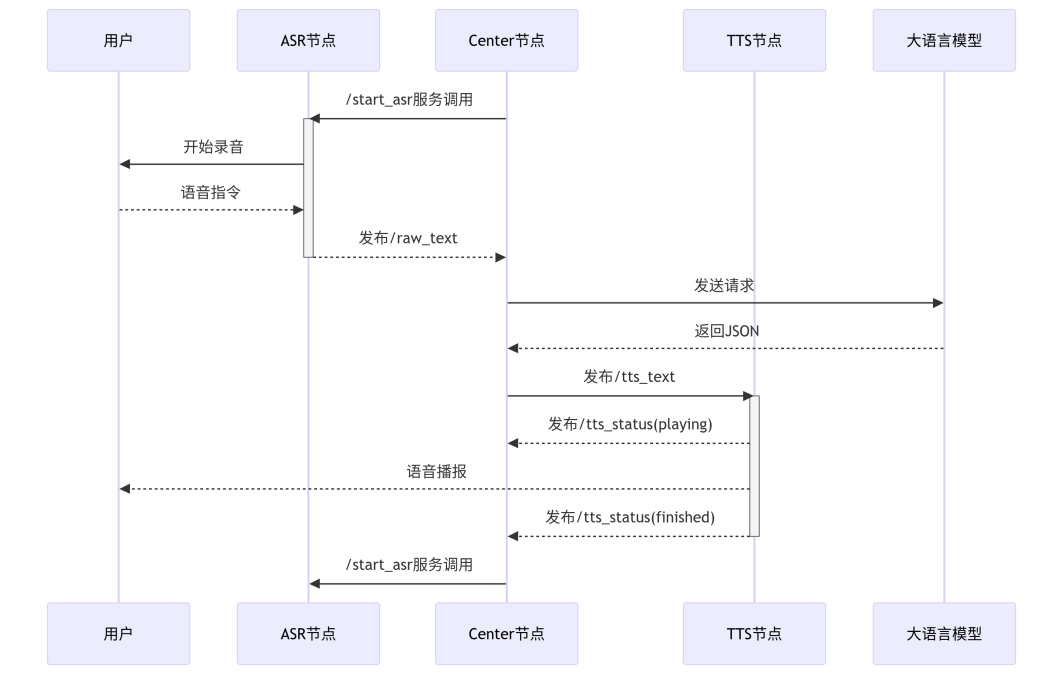 用户
ASR节点
Center节点
TTS节点
大语言模型
/start_asr服务调用
开始录音
语音指令
发布/raw_text
发送请求
返回JSON
发布/tts_text
发布/tts_status(playing)
语音播报
发布/tts_status(finished)
/start_asr服务调用
用户
ASR节点
Center节点
TTS节点
大语言模型